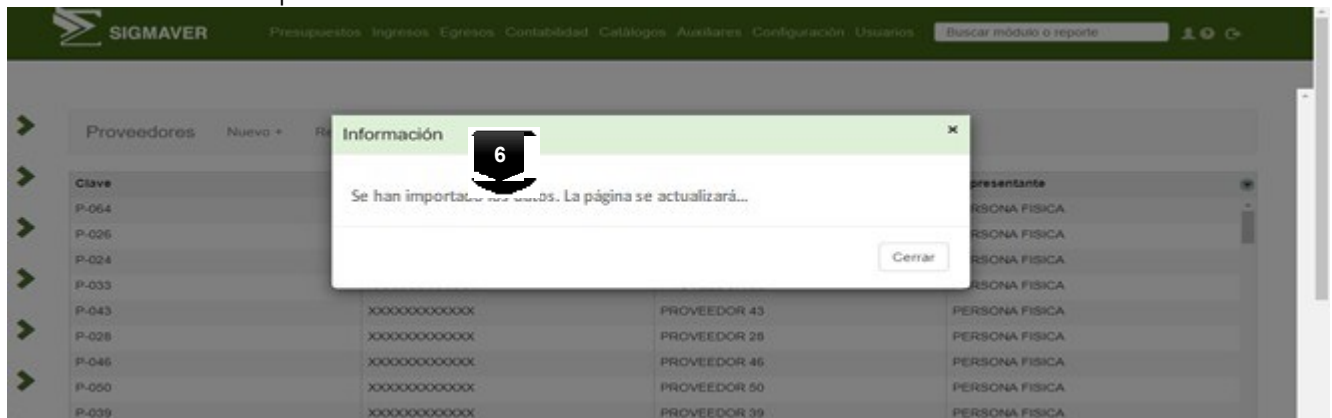 SIGMAVER Presupuestos Ingresos Egresos Contabilidad Catálogos Auxiliares Configuración Usuarios Buscar módulo o reporte
Proveedores Nuevo +
Información ×
6
Se han importado los datos. La página se actualizará...
Cerrar
Clave
P-064 PERSONA FISICA
P-026 PERSONA FISICA
P-024 PERSONA FISICA
P-033 PERSONA FISICA
P-043 XXXXXXXXXXXX PROVEEDOR 43 PERSONA FISICA
P-028 XXXXXXXXXXXX PROVEEDOR 28 PERSONA FISICA
P-046 XXXXXXXXXXXX PROVEEDOR 46 PERSONA FISICA
P-050 XXXXXXXXXXXX PROVEEDOR 50 PERSONA FISICA
P-039 XXXXXXXXXXXX PROVEEDOR 39 PERSONA FISICA